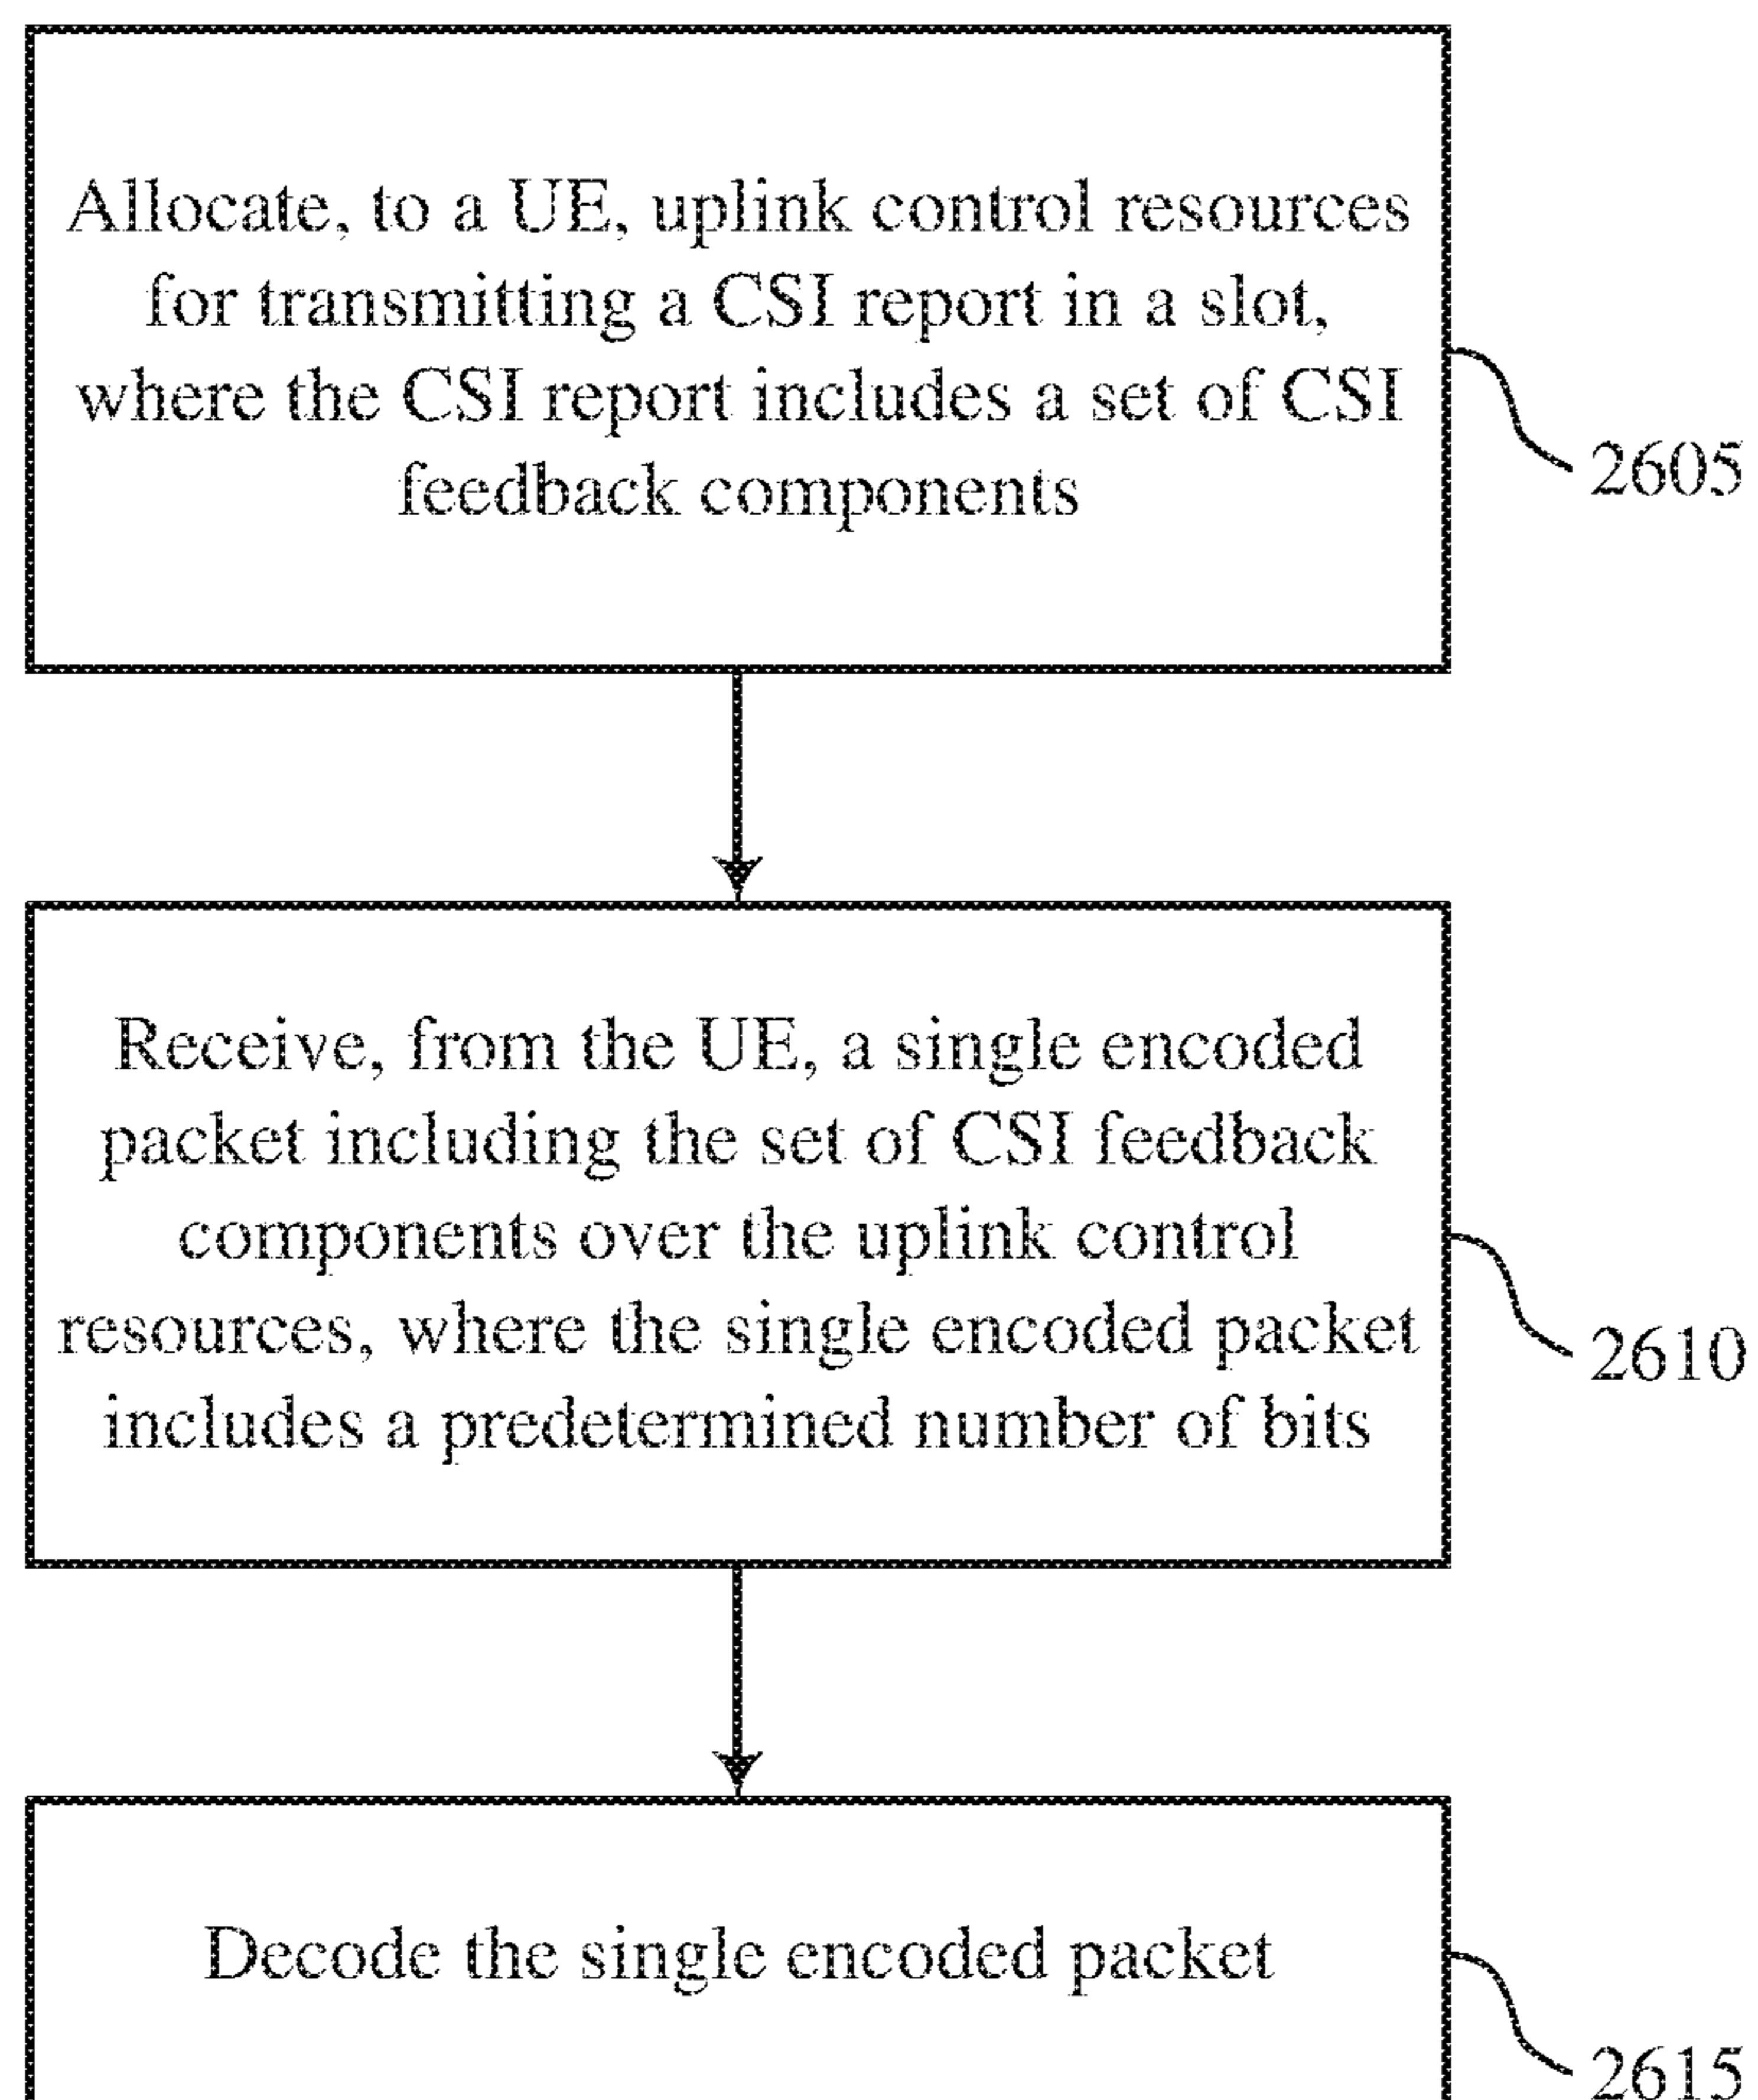 Allocate, to a UE, uplink control resources
for transmitting a CSI report in a slot,
where the CSI report includes a set of CSI
feedback components
2605
Receive, from the UE, a single encoded
packet including the set of CSI feedback
components over the uplink control
resources, where the single encoded packet
includes a predetermined number of bits
2610
Decode the single encoded packet
2615